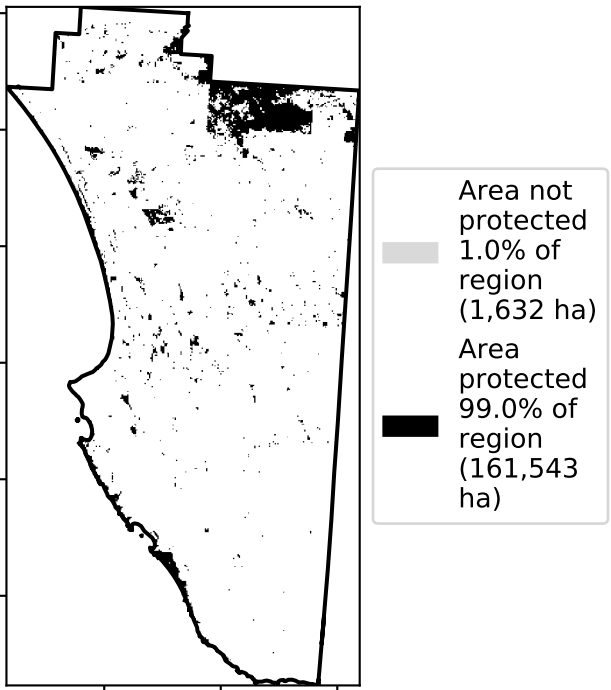 Area not
protected
1.0% of
region
(1,632 ha)
Area
protected
99.0% of
region
(161,543
ha)